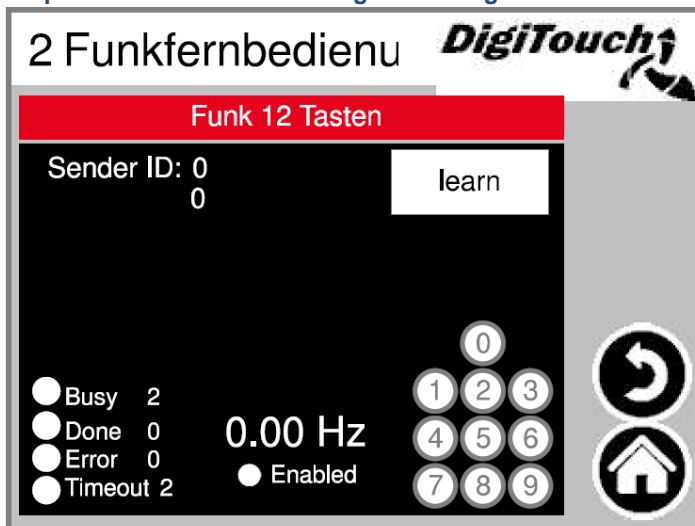 2 Funkfernbedienu
DigiTouch
Funk 12 Tasten
Sender ID: 0
0
learn
0
1 2 3
4 5 6
7 8 9
Busy 2
Done 0
Error 0
Timeout 2
0.00 Hz
Enabled